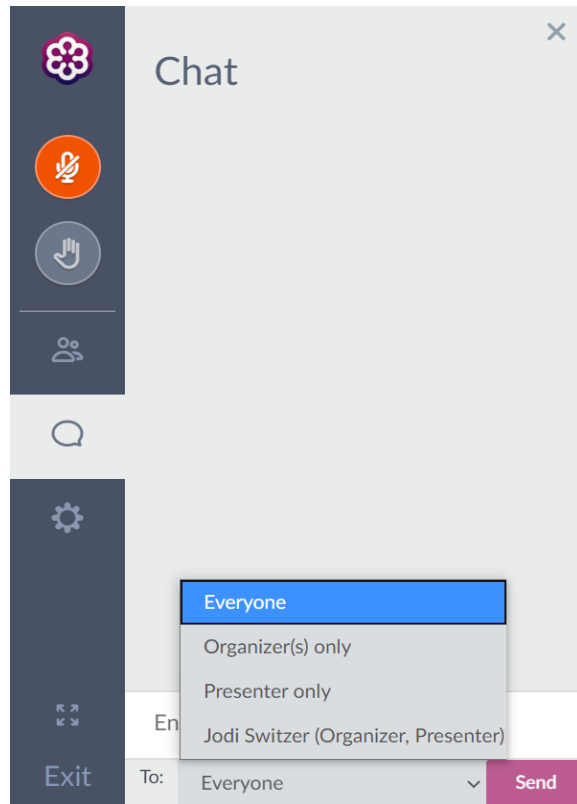 Chat
Everyone
Organizer(s) only
Presenter only
Jodi Switzer (Organizer, Presenter)
Exit
To:
Everyone
Send